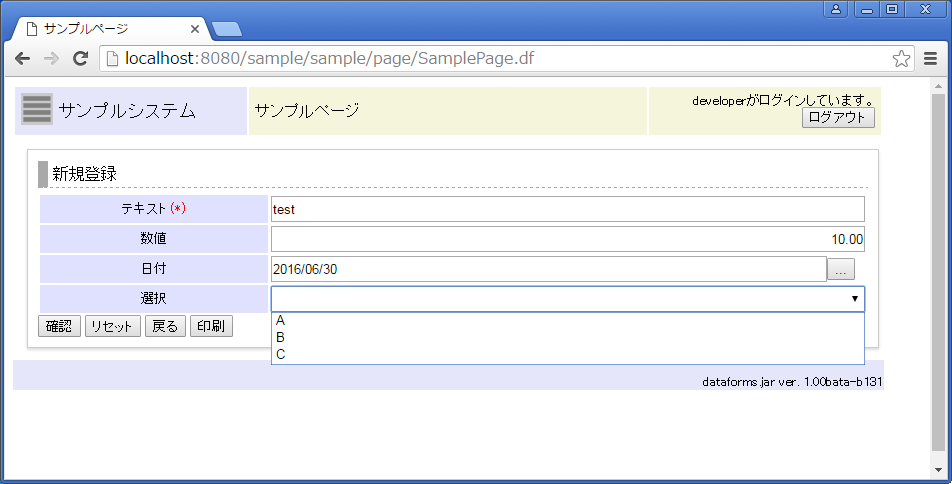 サンプルページ
localhost:8080/sample/sample/page/SamplePage.df
サンプルシステム
サンプルページ
developerがログインしています。
ログアウト
新規登録
テキスト(*)
test
数値
10.00
日付
2016/06/30
...
選択
A
B
C
確認 リセット 戻る 印刷
dataforms.jar ver. 1.00bata-b131